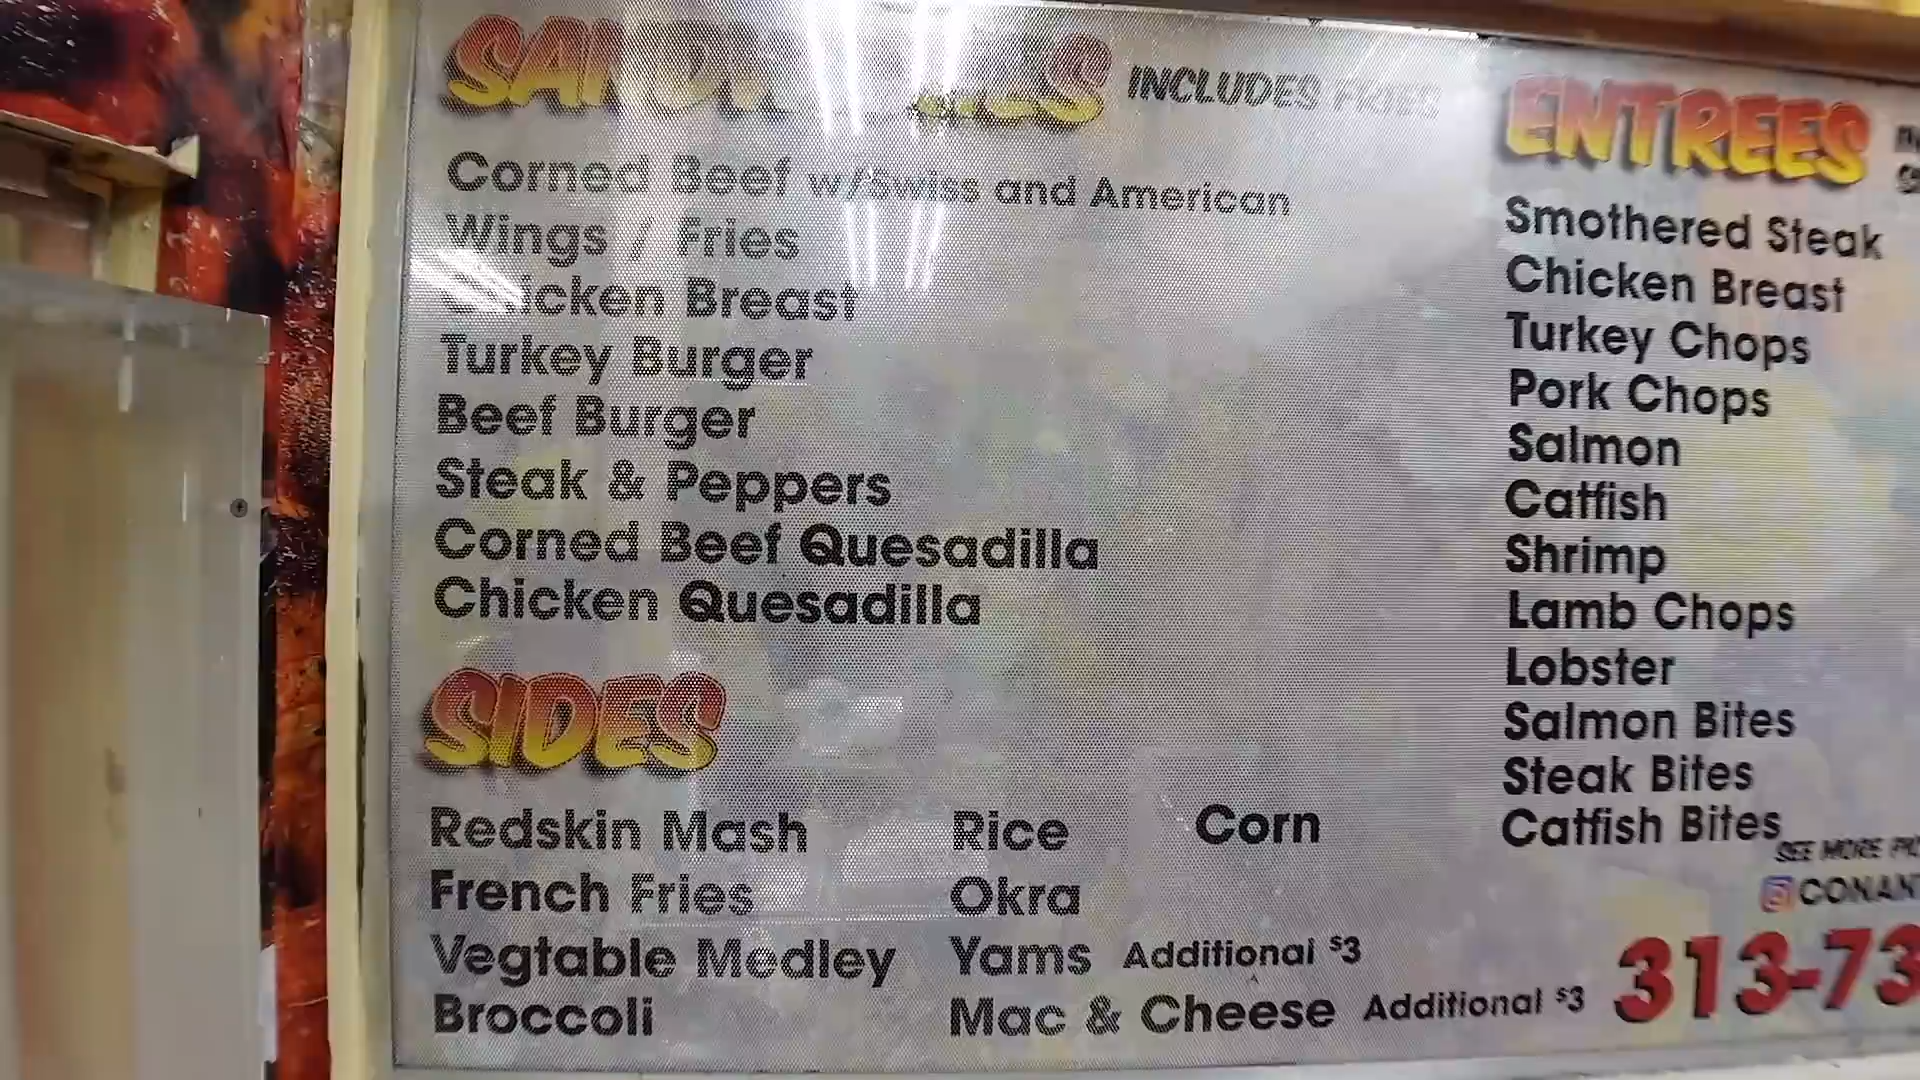 INCLUDES FRIES
Corned Beef w/Swiss and American
Wings / Fries
Chicken Breast
Turkey Burger
Beef Burger
Steak & Peppers
Corned Beef Quesadilla
Chicken Quesadilla
SIDES
Redskin Mash
French Fries
Vegtable Medley
Broccoli
Rice
Okra
Yams Additional $3
Mac & Cheese Additional $3
Corn
ENTREES
Smothered Steak
Chicken Breast
Turkey Chops
Pork Chops
Salmon
Catfish
Shrimp
Lamb Chops
Lobster
Salmon Bites
Steak Bites
Catfish Bites
SEE MORE
313-73